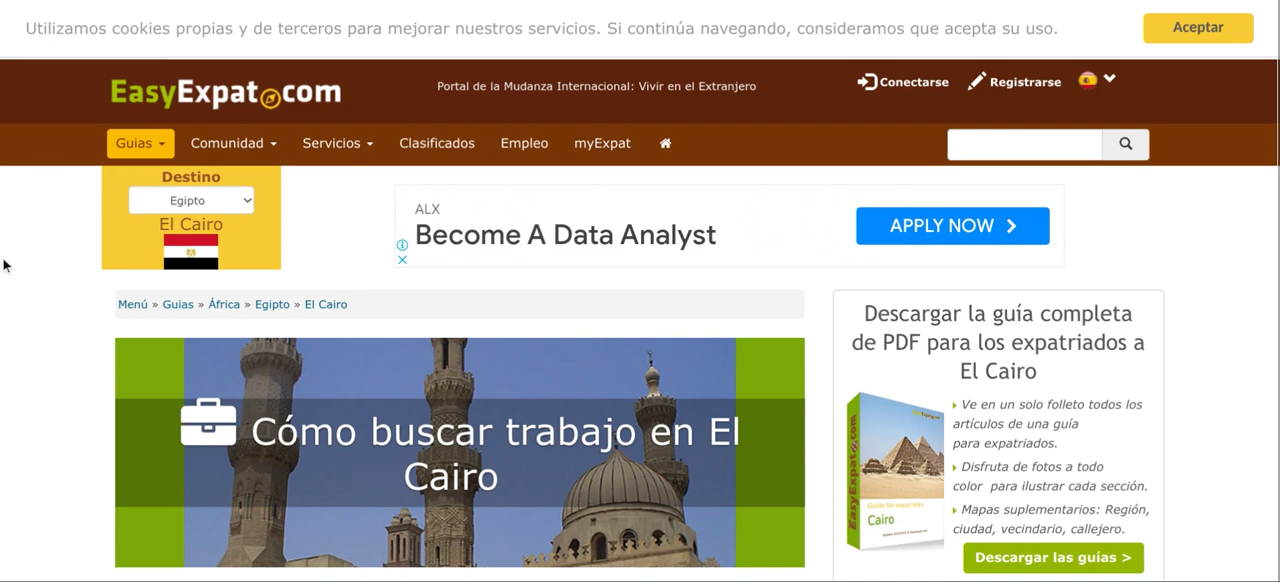 Utilizamos cookies propias y de terceros para mejorar nuestros servicios. Si continúa navegando, consideramos que acepta su uso.
Aceptar
EasyExpat.com
Portal de la Mudanza Internacional: Vivir en el Extranjero
Conectarse
Registrarse
Guias
Comunidad
Servicios
Clasificados
Empleo
myExpat
Destino
Egipto
El Cairo
ALX
Become A Data Analyst
APPLY NOW
Menú » Guias » África » Egipto » El Cairo
Cómo buscar trabajo en El
Cairo
Descargar la guía completa
de PDF para los expatriados a
El Cairo
EasyExpat.com
Cairo
Ve en un solo folleto todos los
artículos de una guía
para expatriados.
Disfruta de fotos a todo
color para ilustrar cada sección.
Mapas suplementarios: Región,
ciudad, vecindario, callejero.
Descargar las guías >